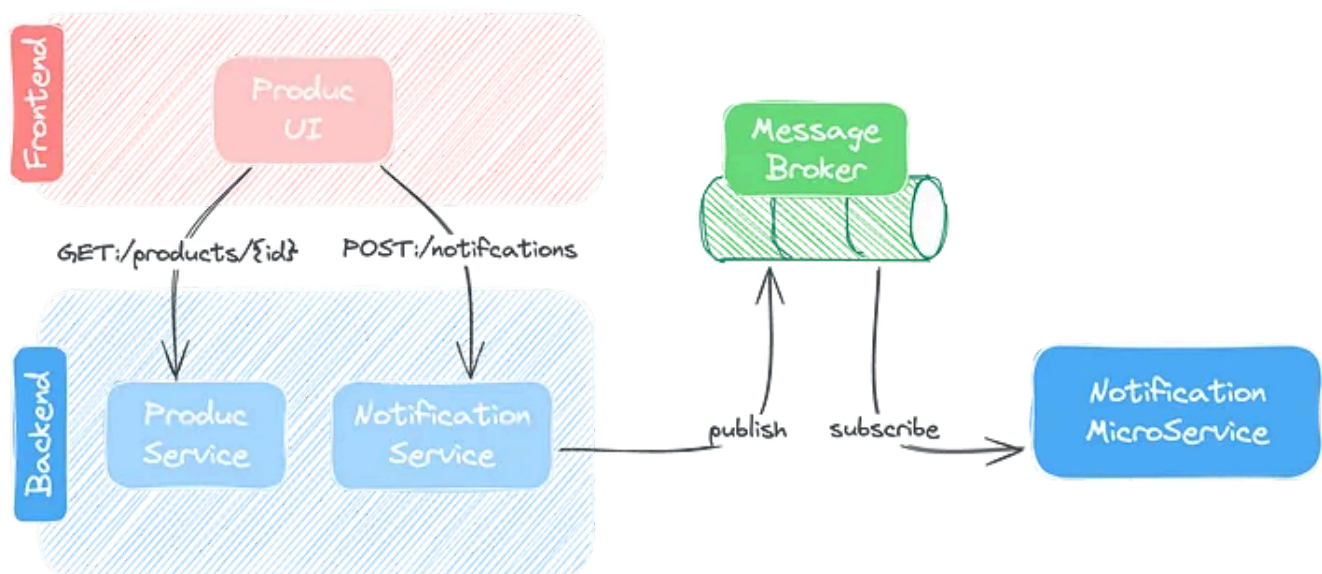 Frontend
Produc
UI
Message
Broker
GET:/products/{id}
POST:/notifcations
Backend
Produc
Service
Notification
Service
publish
subscribe
Notification
MicroService